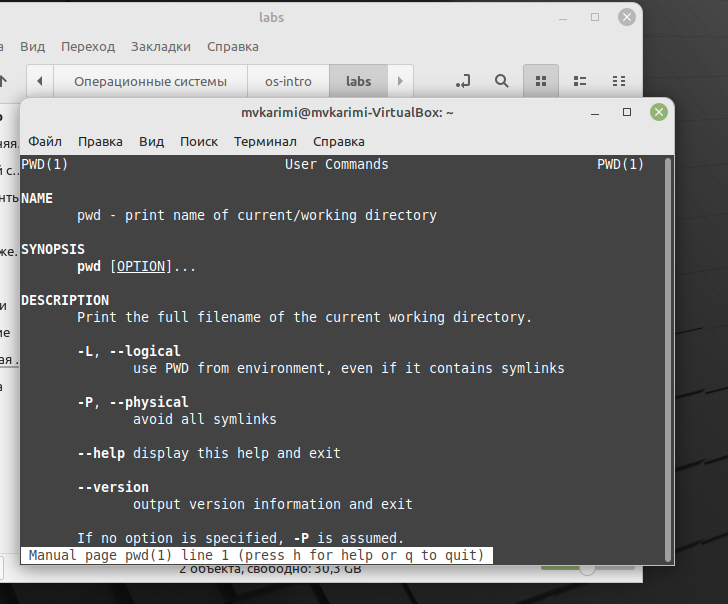 labs
Вид Переход Закладки Справка
Операционные системы os-intro labs
mvkarimi@mvkarimi-VirtualBox: ~
Файл Правка Вид Поиск Терминал Справка
PWD(1) User Commands PWD(1)
NAME
pwd - print name of current/working directory
SYNOPSIS
pwd [OPTION]...
DESCRIPTION
Print the full filename of the current working directory.
-L, --logical
use PWD from environment, even if it contains symlinks
-P, --physical
avoid all symlinks
--help display this help and exit
--version
output version information and exit
If no option is specified, -P is assumed.
Manual page pwd(1) line 1 (press h for help or q to quit)
2 объекта, свободно: 30,3 GB